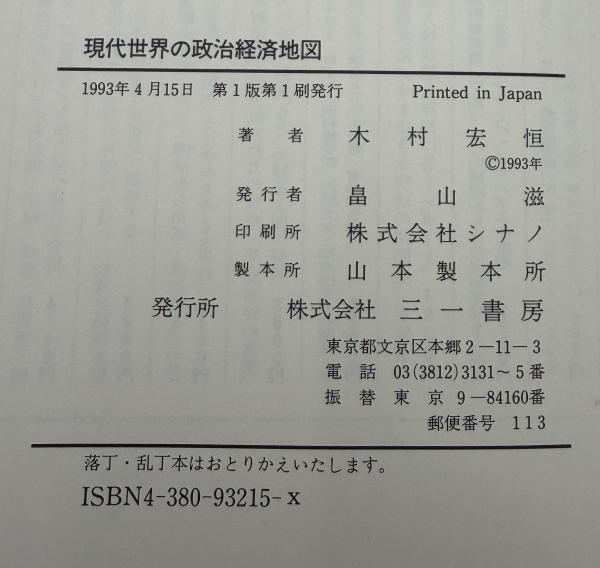 現代世界の政治経済地図
1993年4月15日 第1版第1刷発行 Printed in Japan
著者 木村宏恒
©1993年
発行者 畠山滋
印刷所 株式会社シナノ
製本所 山本製本所
発行所 株式会社 三一書房
東京都文京区本郷2—11—3
電話 03(3812)3131〜5番
振替東京 9—84160番
郵便番号 113
落丁・乱丁本はおとりかえいたします。
ISBN4-380-93215-x